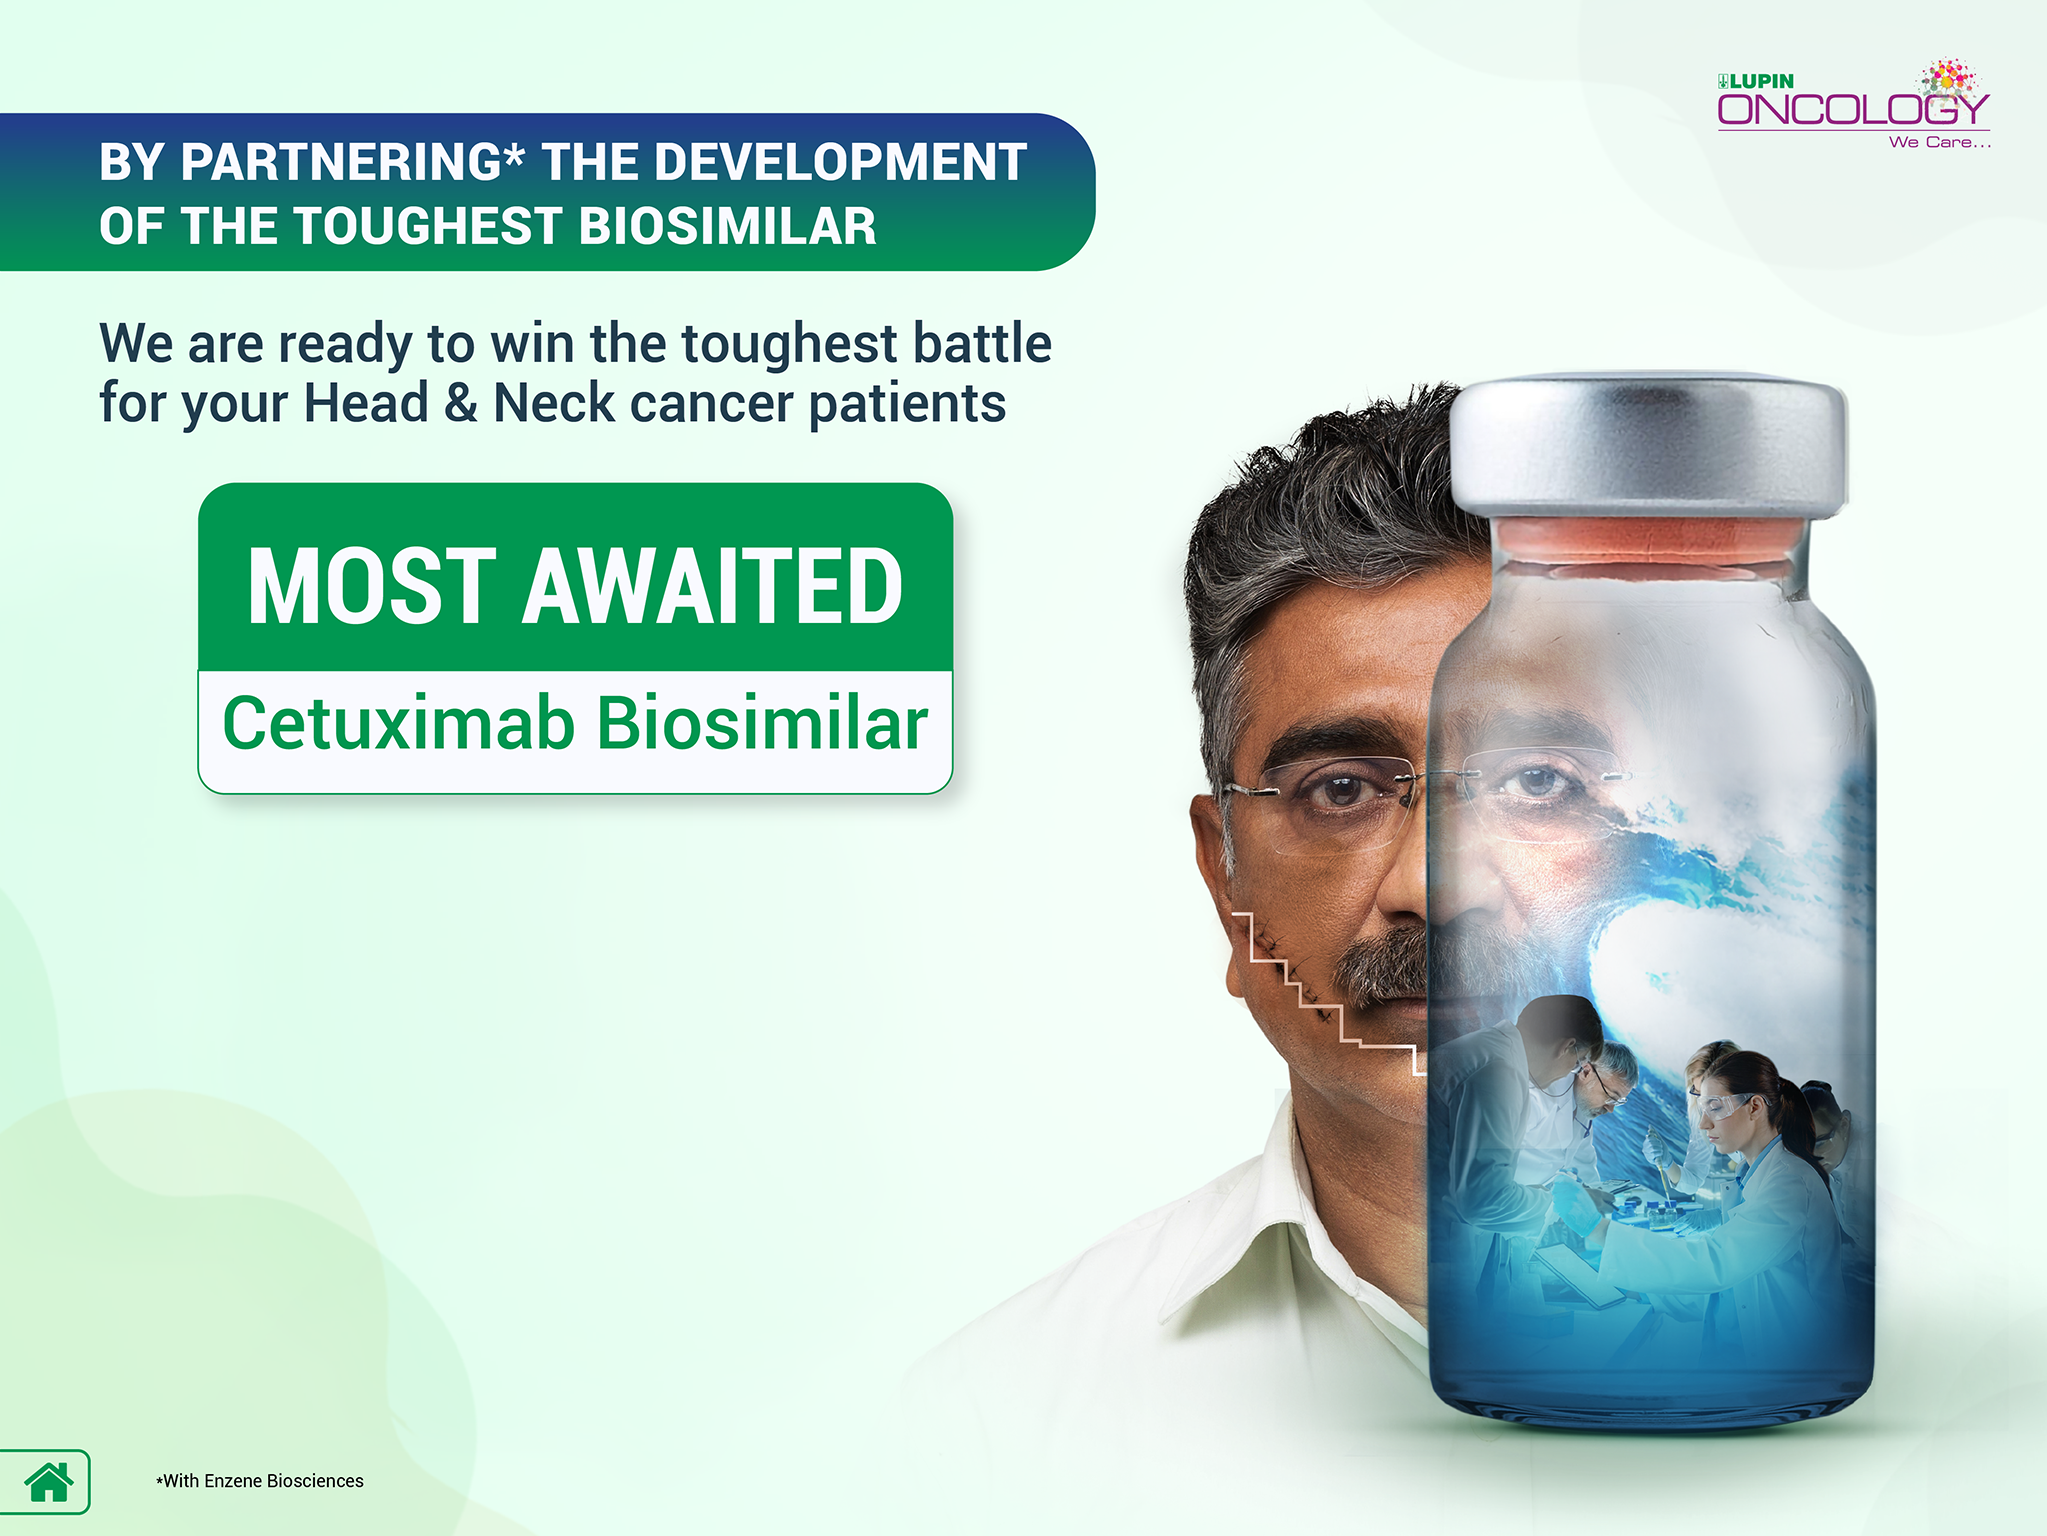 LUPIN
ONCOLOGY
We Care...
BY PARTNERING* THE DEVELOPMENT
OF THE TOUGHEST BIOSIMILAR
We are ready to win the toughest battle
for your Head & Neck cancer patients
MOST AWAITED
Cetuximab Biosimilar
*With Enzene Biosciences